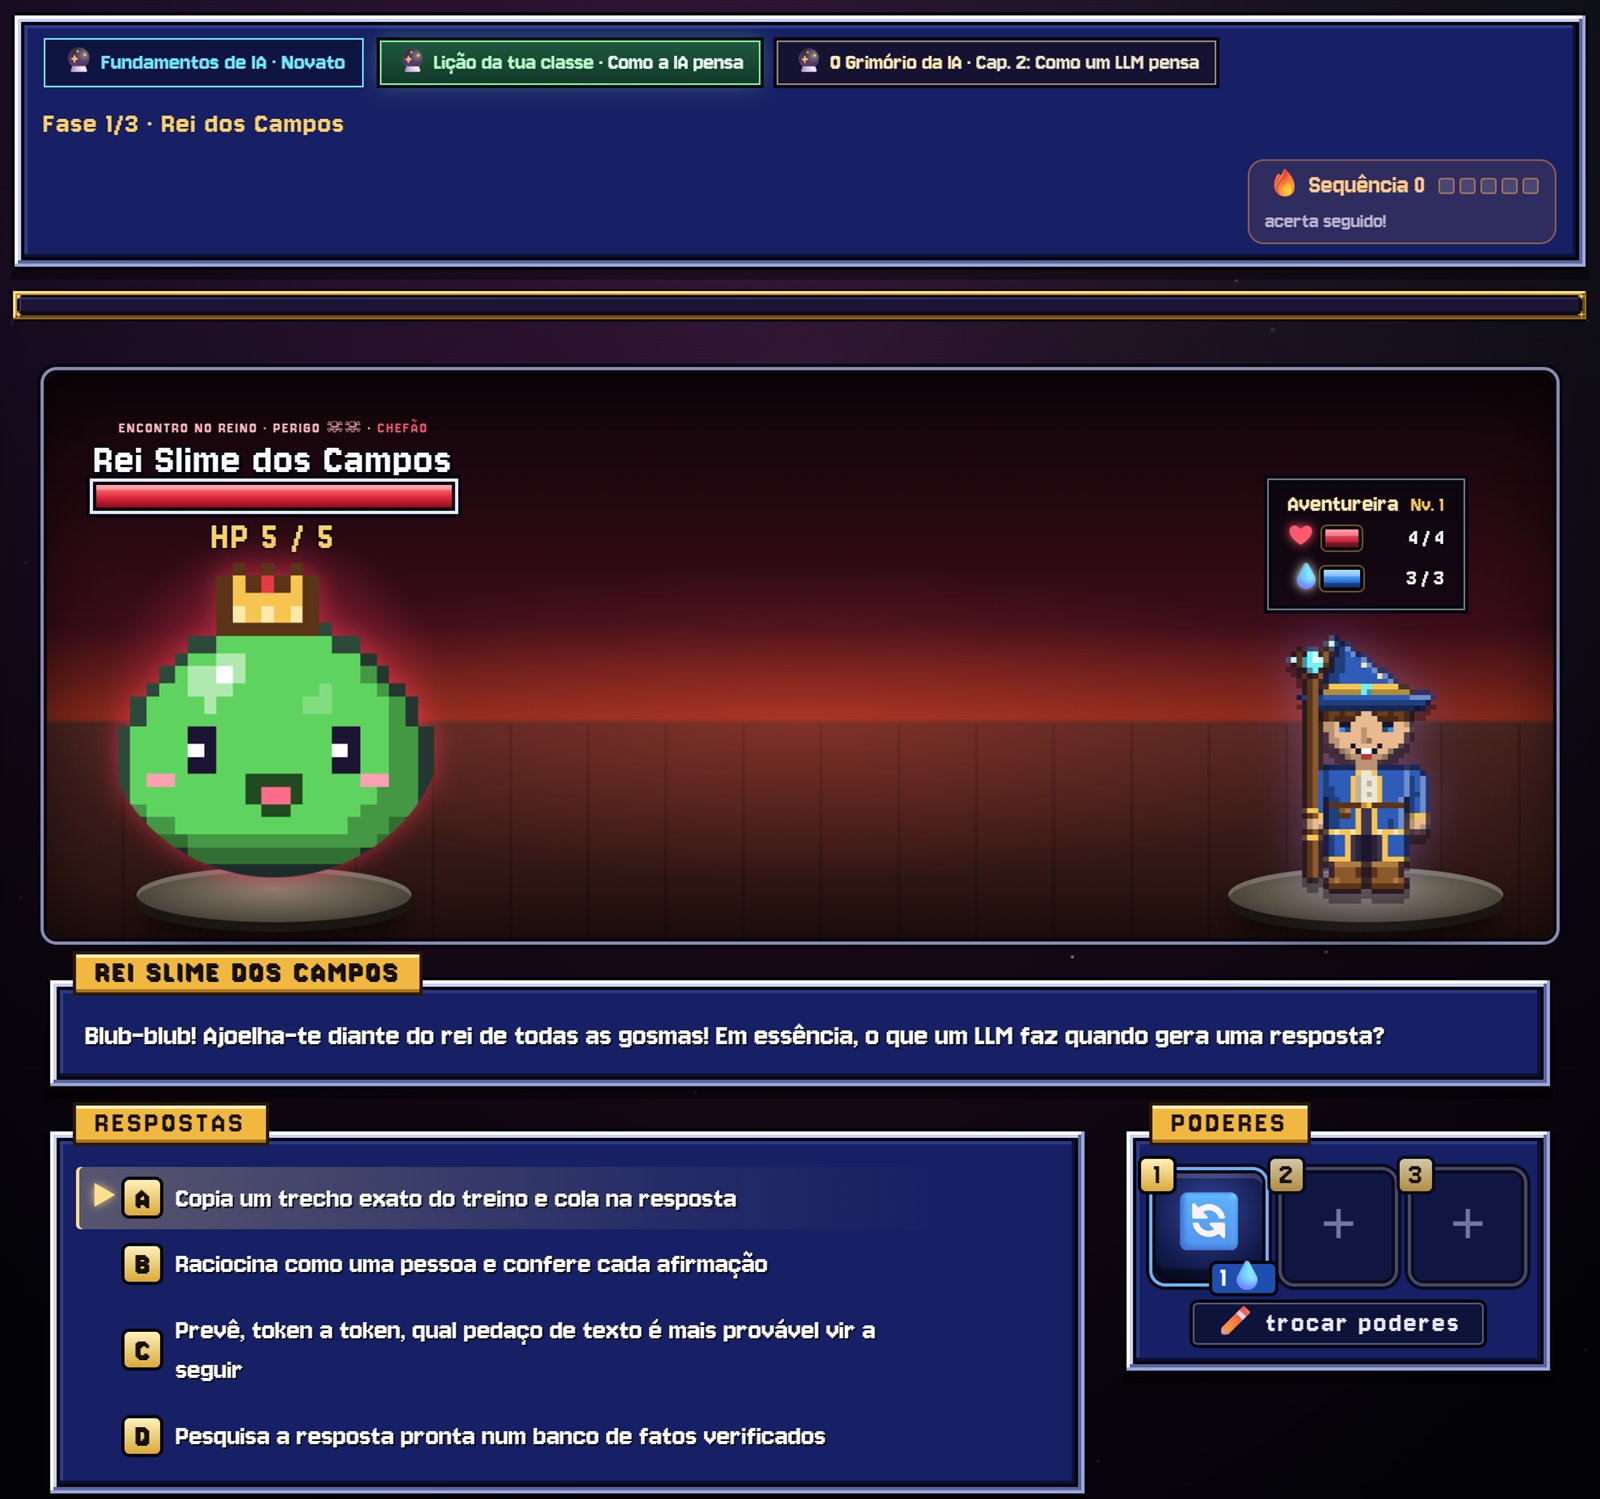 Fundamentos de IA · Novato
Lição da tua classe · Como a IA pensa
O Grimório da IA · Cap. 2: Como um LLM pensa
Fase 1/3 · Rei dos Campos
Sequência 0
acerta seguido!
ENCONTRO NO REINO · PERIGO ☠☠ · CHEFÃO
Rei Slime dos Campos
HP 5 / 5
Aventureira Nv. 1
4/4
3/3
REI SLIME DOS CAMPOS
Blub-blub! Ajoelha-te diante do rei de todas as gosmas! Em essência, o que um LLM faz quando gera uma resposta?
RESPOSTAS
A Copia um trecho exato do treino e cola na resposta
B Raciocina como uma pessoa e confere cada afirmação
C Prevê, token a token, qual pedaço de texto é mais provável vir a
seguir
D Pesquisa a resposta pronta num banco de fatos verificados
PODERES
1 2 3
1
trocar poderes